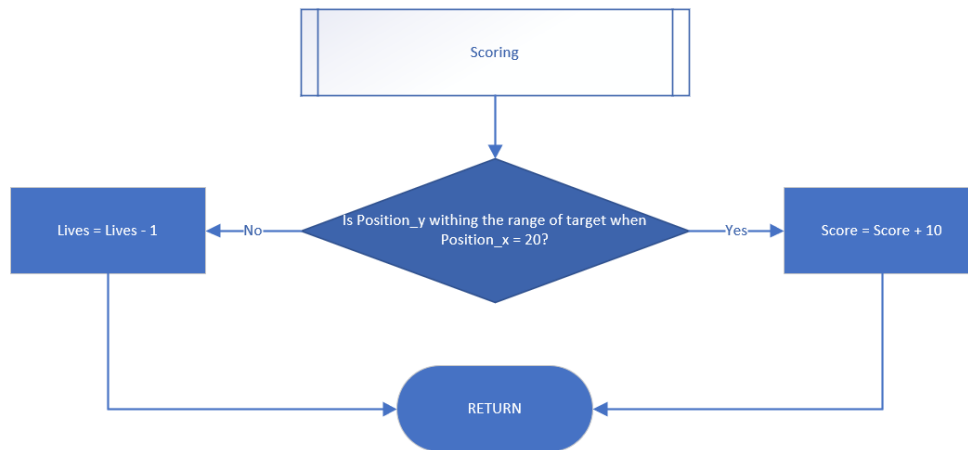 Scoring
Is Position_y withing the range of target when
Position_x = 20?
Lives = Lives - 1
No
Yes
Score = Score + 10
RETURN